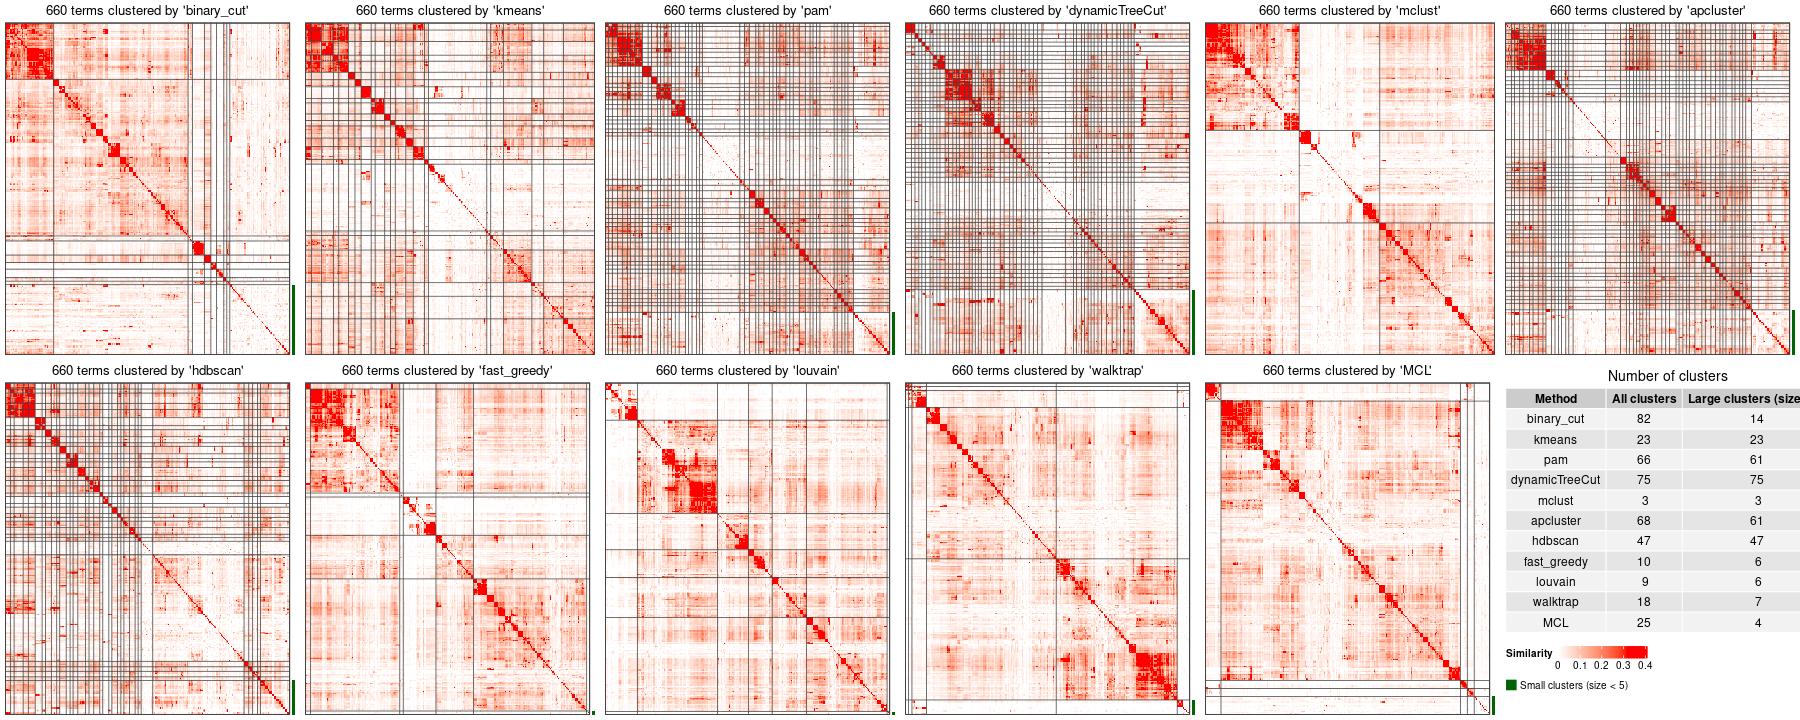 660 terms clustered by 'binary_cut'
660 terms clustered by 'kmeans'
660 terms clustered by 'pam'
660 terms clustered by 'dynamicTreeCut'
660 terms clustered by 'mclust'
660 terms clustered by 'apcluster'
660 terms clustered by 'hdbscan'
660 terms clustered by 'fast_greedy'
660 terms clustered by 'louvain'
660 terms clustered by 'walktrap'
660 terms clustered by 'MCL'
Number of clusters
Method All clusters Large clusters (size
binary_cut 82 14
kmeans 23 23
pam 66 61
dynamicTreeCut 75 75
mclust 3 3
apcluster 68 61
hdbscan 47 47
fast_greedy 10 6
louvain 9 6
walktrap 18 7
MCL 25 4
Similarity
0 0.1 0.2 0.3 0.4
Small clusters (size < 5)